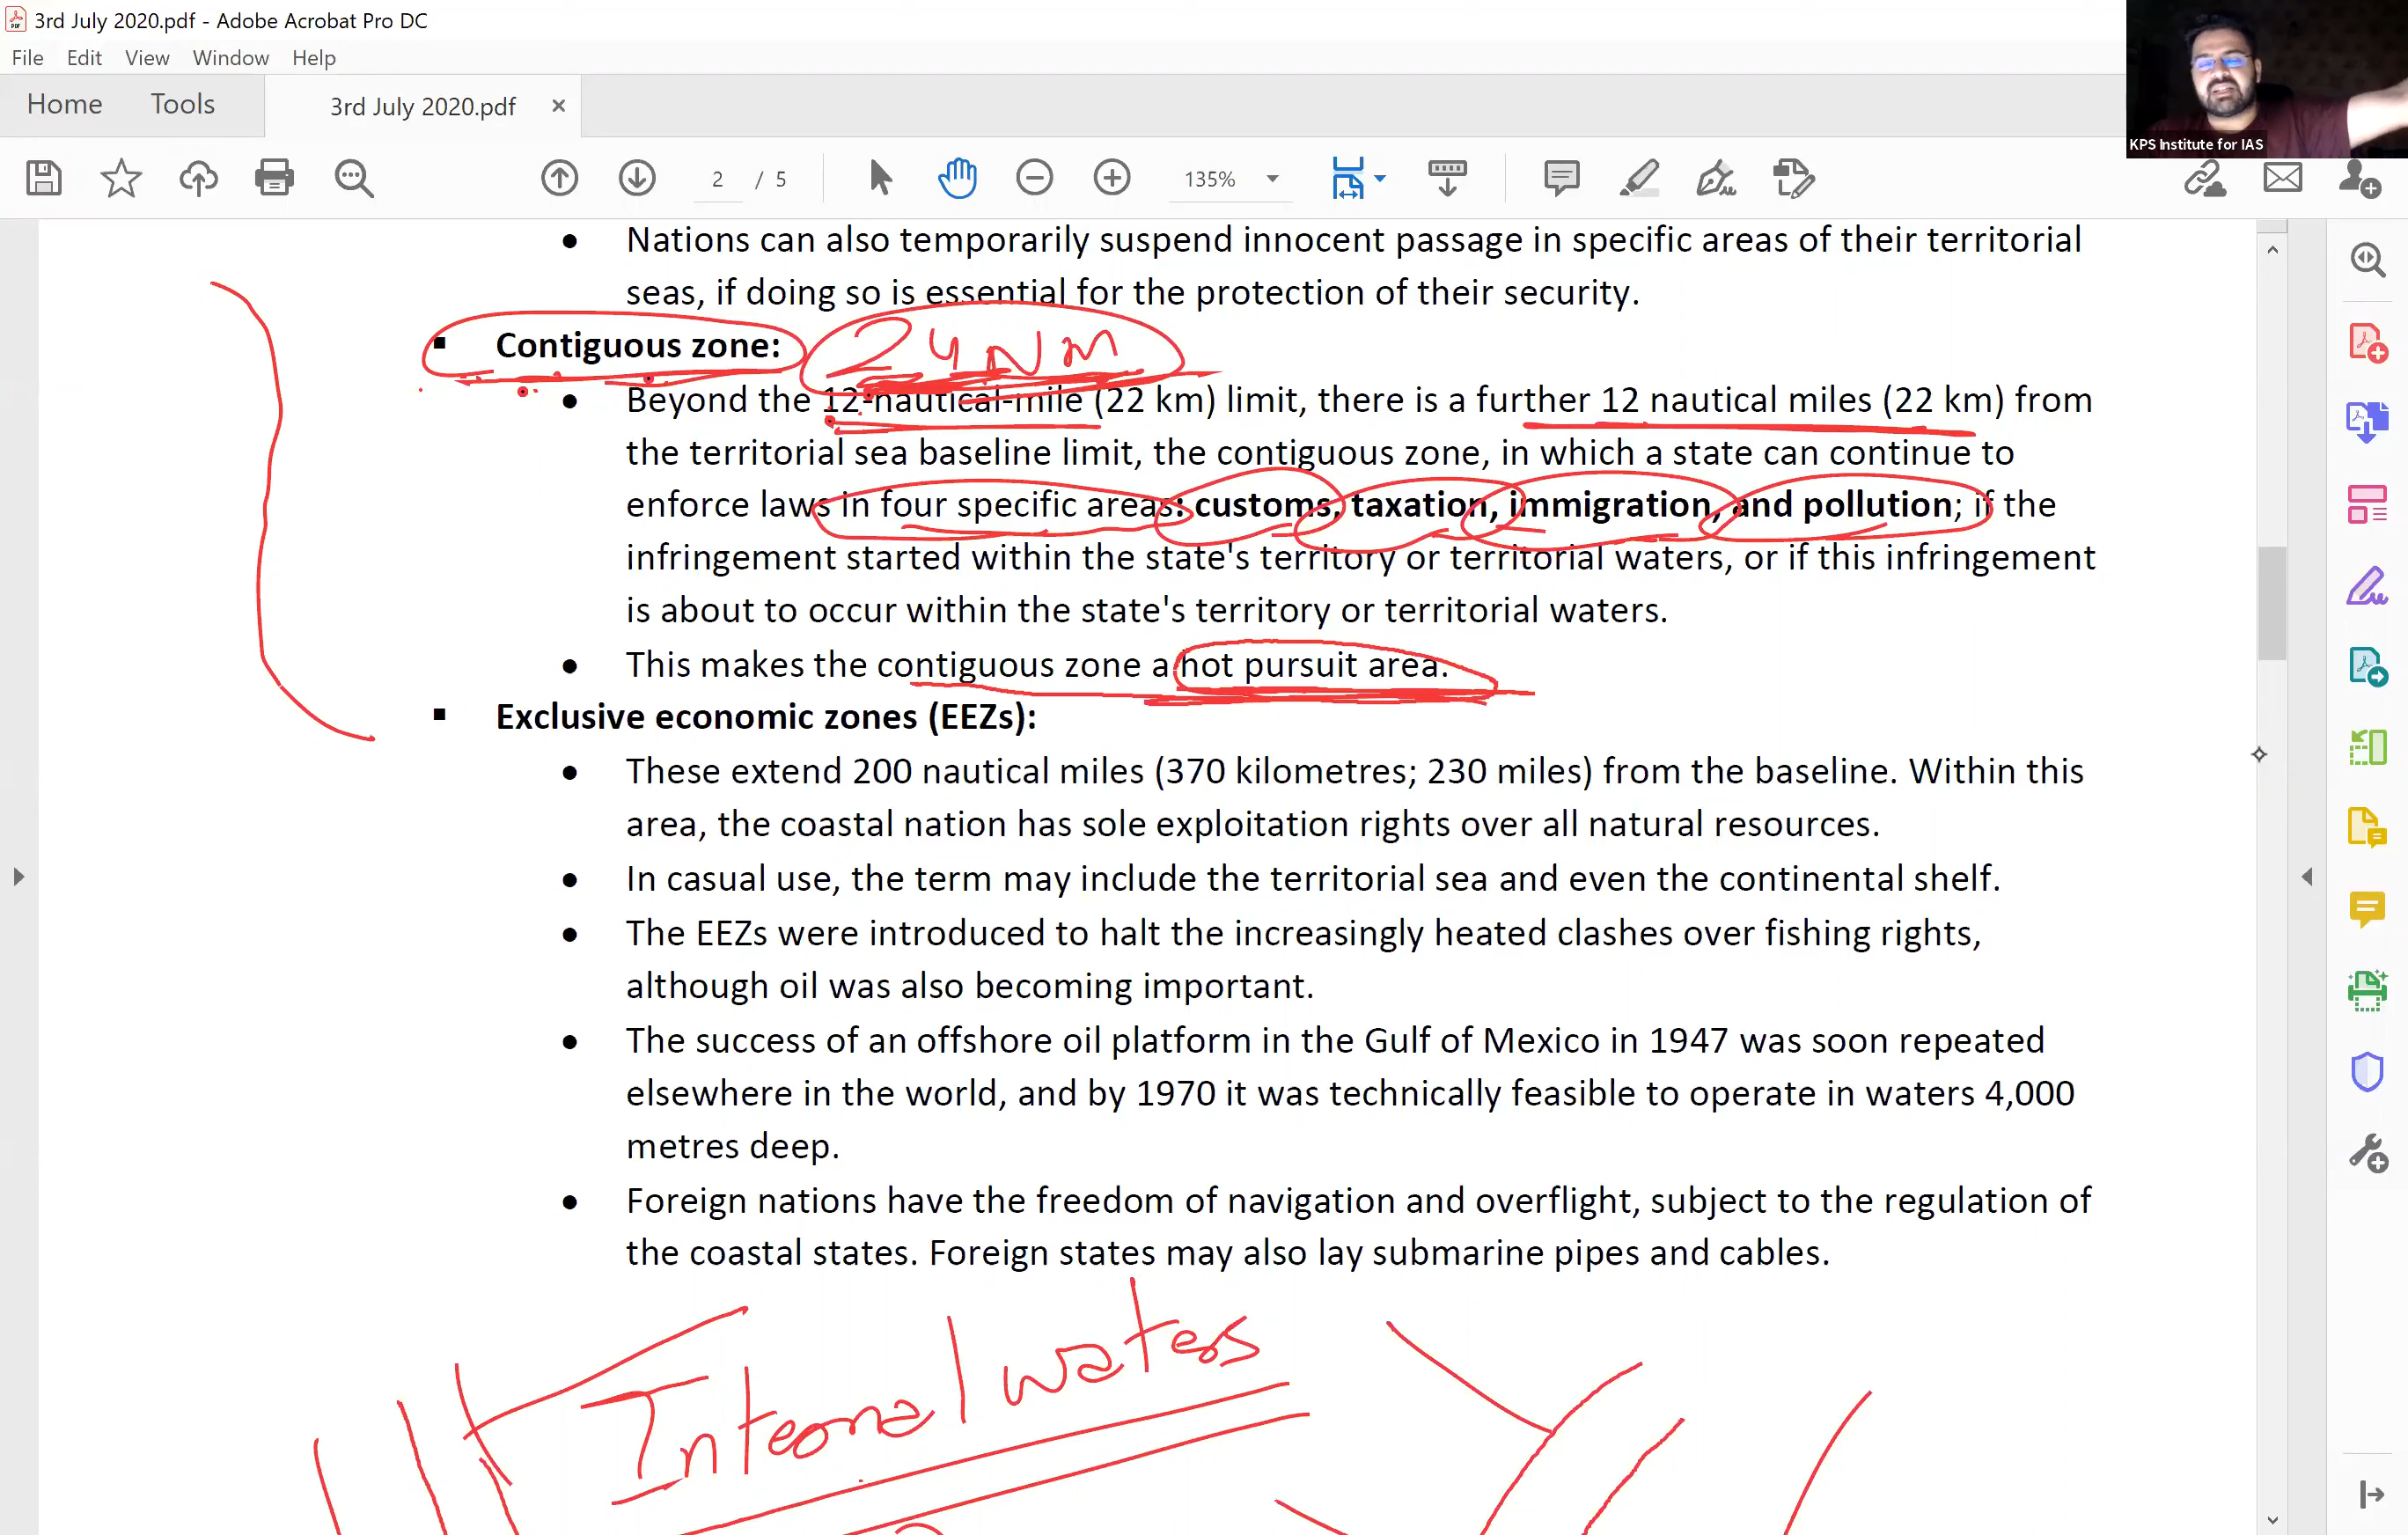 3rd July 2020.pdf - Adobe Acrobat Pro DC
File Edit View Window Help
Home Tools 3rd July 2020.pdf ×
KPS Institute for IAS
2 / 5 135%
• Nations can also temporarily suspend innocent passage in specific areas of their territorial
seas, if doing so is essential for the protection of their security.
▪ Contiguous zone: 24 NM
• Beyond the 12-nautical-mile (22 km) limit, there is a further 12 nautical miles (22 km) from
the territorial sea baseline limit, the contiguous zone, in which a state can continue to
enforce laws in four specific areas: customs, taxation, immigration, and pollution; if the
infringement started within the state's territory or territorial waters, or if this infringement
is about to occur within the state's territory or territorial waters.
• This makes the contiguous zone a hot pursuit area.
▪ Exclusive economic zones (EEZs):
• These extend 200 nautical miles (370 kilometres; 230 miles) from the baseline. Within this
area, the coastal nation has sole exploitation rights over all natural resources.
• In casual use, the term may include the territorial sea and even the continental shelf.
• The EEZs were introduced to halt the increasingly heated clashes over fishing rights,
although oil was also becoming important.
• The success of an offshore oil platform in the Gulf of Mexico in 1947 was soon repeated
elsewhere in the world, and by 1970 it was technically feasible to operate in waters 4,000
metres deep.
• Foreign nations have the freedom of navigation and overflight, subject to the regulation of
the coastal states. Foreign states may also lay submarine pipes and cables.
Internal waters